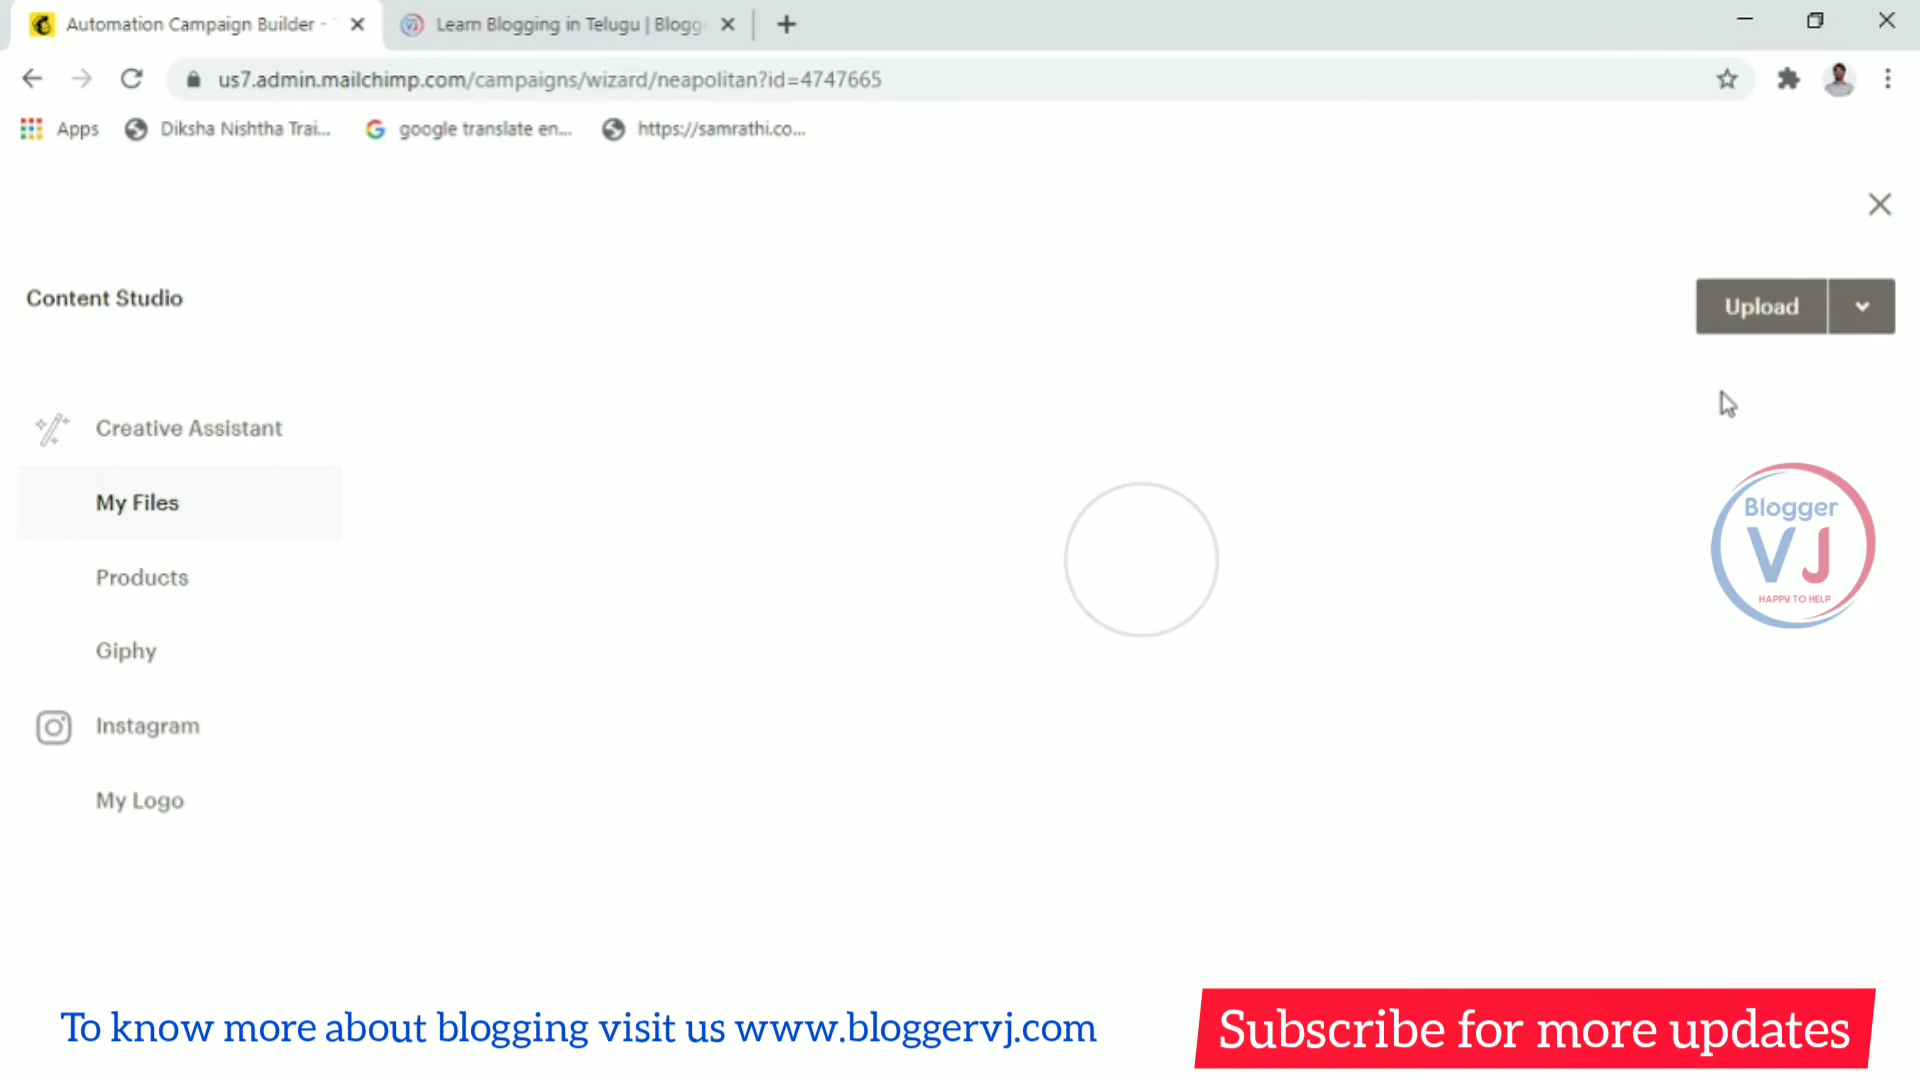 Automation Campaign Builder -
Learn Blogging in Telugu | Blogg
us7.admin.mailchimp.com/campaigns/wizard/neapolitan?id=4747665
Apps
Diksha Nishtha Trai...
google translate en...
https://samrathi.co...
Content Studio
Upload
Creative Assistant
My Files
Products
Giphy
Instagram
My Logo
Blogger
VJ
HAPPY TO HELP
To know more about blogging visit us www.bloggervj.com
Subscribe for more updates